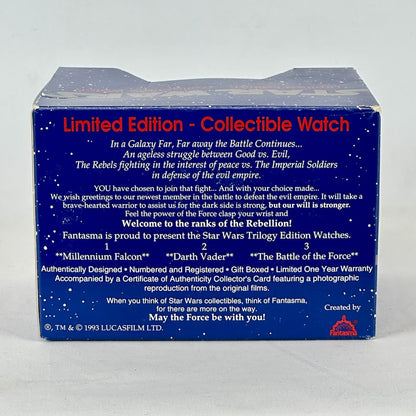 Limited Edition - Collectible Watch
In a Galaxy Far, Far away the Battle Continues...
An ageless struggle between Good vs. Evil,
The Rebels fighting in the interest of peace vs. The Imperial Soldiers
in defense of the evil empire.
YOU have chosen to join that fight... And with your choice made...
We wish greetings to our newest member in the battle to defeat the evil empire. It will take a
brave-hearted warrior to assist us for the dark side is strong, but our will is stronger.
Feel the power of the Force clasp your wrist and
Welcome to the ranks of the Rebellion!
Fantasma is proud to present the Star Wars Trilogy Edition Watches.
1 2 3
**Millennium Falcon** **Darth Vader** **The Battle of the Force**
Authentically Designed • Numbered and Registered • Gift Boxed • Limited One Year Warranty
Accompanied by a Certificate of Authenticity Collector's Card featuring a photographic
reproduction from the original films.
When you think of Star Wars collectibles, think of Fantasma,
for there are more on the way.
May the Force be with you!
Created by
Fantasma ®
®, TM & © 1993 LUCASFILM LTD.